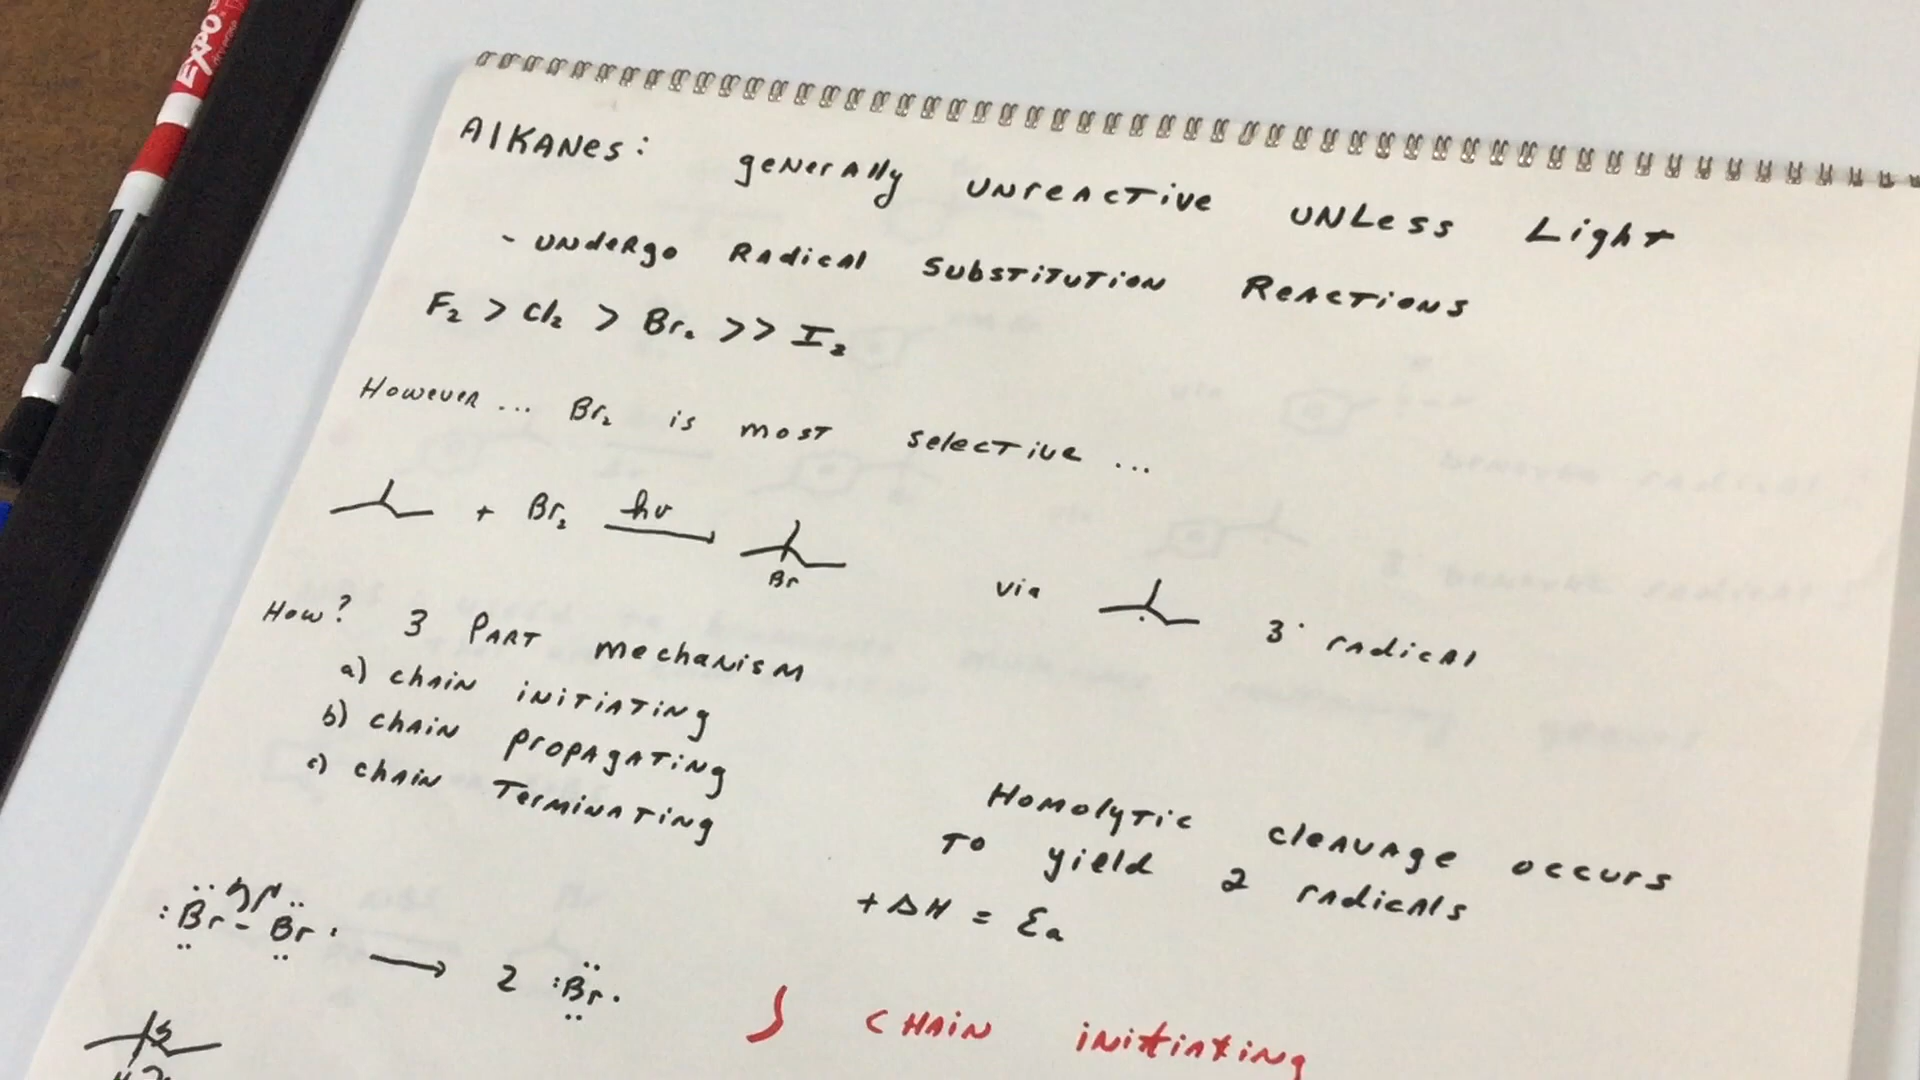 EXPO
AlKANes: generAlly unreActive unless Light
- undergo Radical Substitution ReActions
F₂ > Cl₂ > Br₂ >> I₂
However ... Br₂ is most selective ...
+ Br₂ hν
Br
via 3° radicAl
How? 3 PART mechanism
a) chain initiating
b) chain propagating
c) chain Terminating
Homolytic cleavage occurs
to yield 2 radicals
+ΔH = Ea
:Br - Br: → 2 :Br·
CHAIN initiating